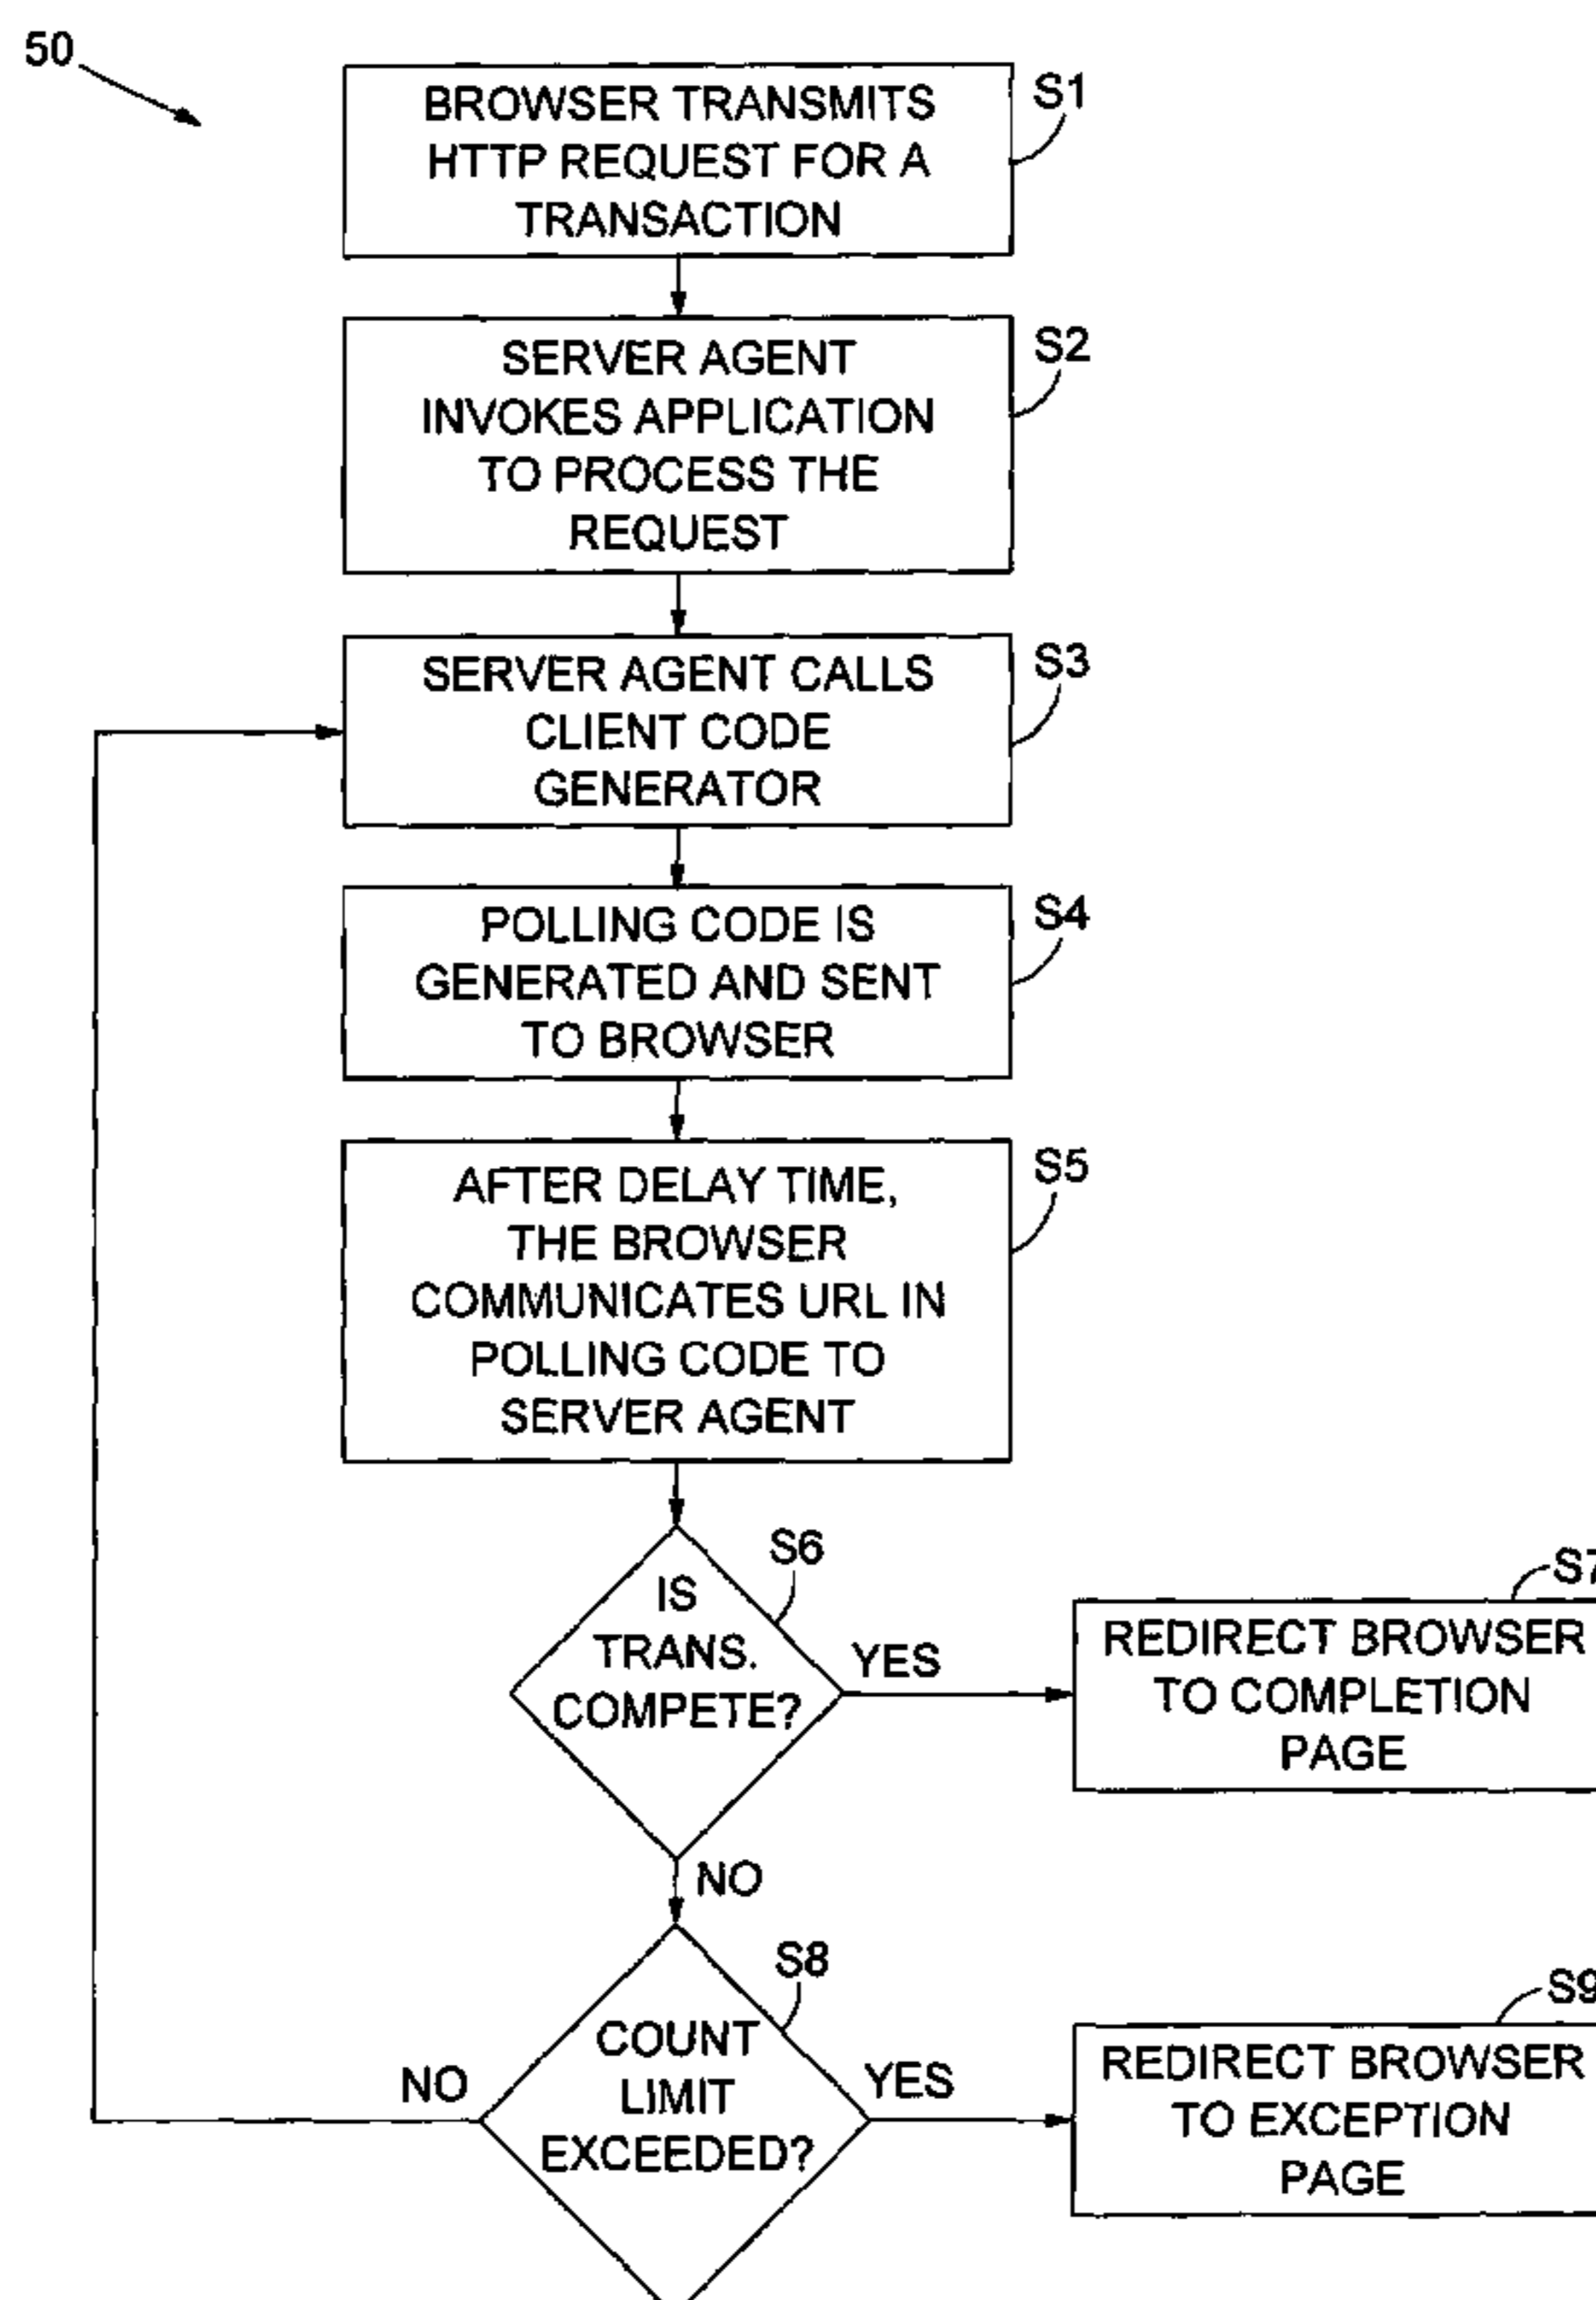 50
BROWSER TRANSMITS
HTTP REQUEST FOR A
TRANSACTION
S1
SERVER AGENT
INVOKES APPLICATION
TO PROCESS THE
REQUEST
S2
SERVER AGENT CALLS
CLIENT CODE
GENERATOR
S3
POLLING CODE IS
GENERATED AND SENT
TO BROWSER
S4
AFTER DELAY TIME,
THE BROWSER
COMMUNICATES URL IN
POLLING CODE TO
SERVER AGENT
S5
IS
TRANS.
COMPETE?
S6
YES
REDIRECT BROWSER
TO COMPLETION
PAGE
S7
NO
COUNT
LIMIT
EXCEEDED?
S8
NO
YES
REDIRECT BROWSER
TO EXCEPTION
PAGE
S9